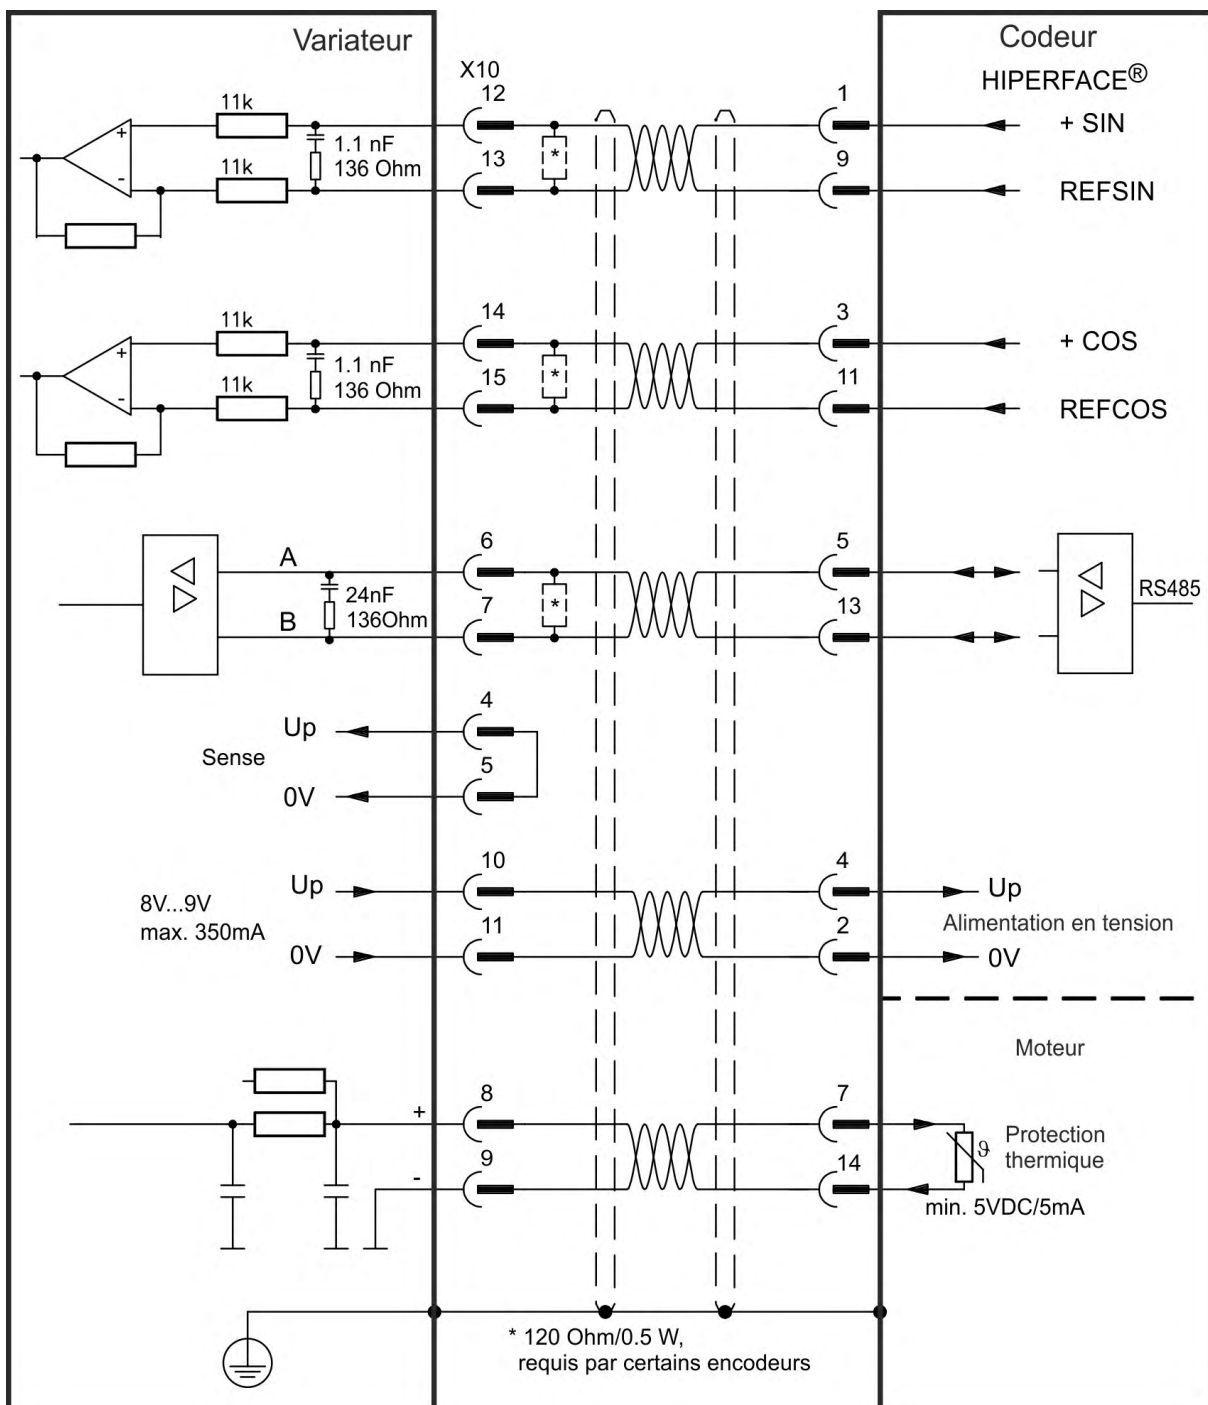 Variateur
Codeur
HIPERFACE®
X10
11k
12
1
+ SIN
+
1.1 nF
136 Ohm
*
11k
13
9
REFSIN
-
11k
14
3
+ COS
+
1.1 nF
136 Ohm
*
11k
15
11
REFCOS
-
A
6
5
24nF
136Ohm
*
RS485
B
7
13
Up
4
Sense
0V
5
Up
10
4
Up
8V...9V
max. 350mA
Alimentation en tension
0V
11
2
0V
Moteur
+
8
7
Protection
thermique
ϑ
-
9
14
min. 5VDC/5mA
* 120 Ohm/0.5 W,
requis par certains encodeurs